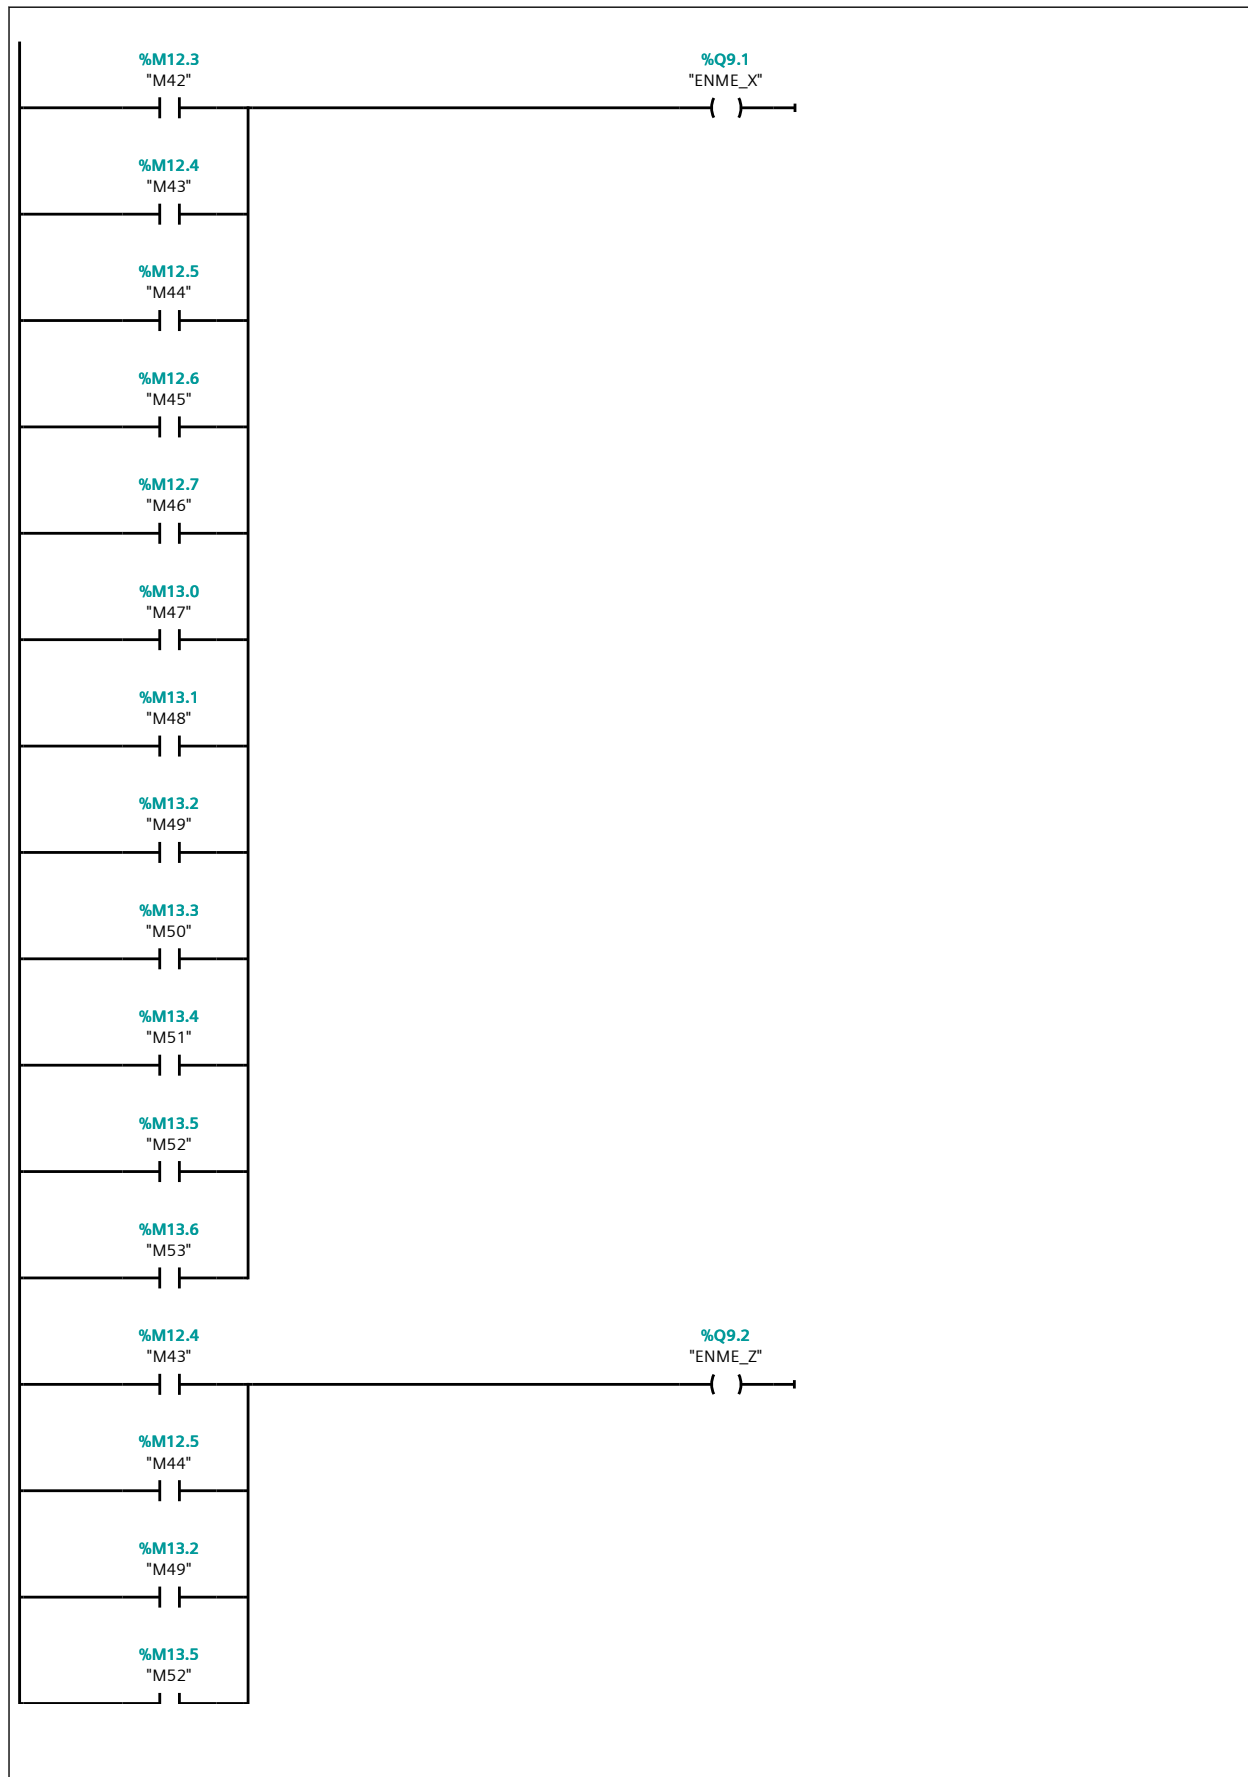 %M12.3 %Q9.1
"M42" "ENME_X"
%M12.4
"M43"
%M12.5
"M44"
%M12.6
"M45"
%M12.7
"M46"
%M13.0
"M47"
%M13.1
"M48"
%M13.2
"M49"
%M13.3
"M50"
%M13.4
"M51"
%M13.5
"M52"
%M13.6
"M53"
%M12.4 %Q9.2
"M43" "ENME_Z"
%M12.5
"M44"
%M13.2
"M49"
%M13.5
"M52"